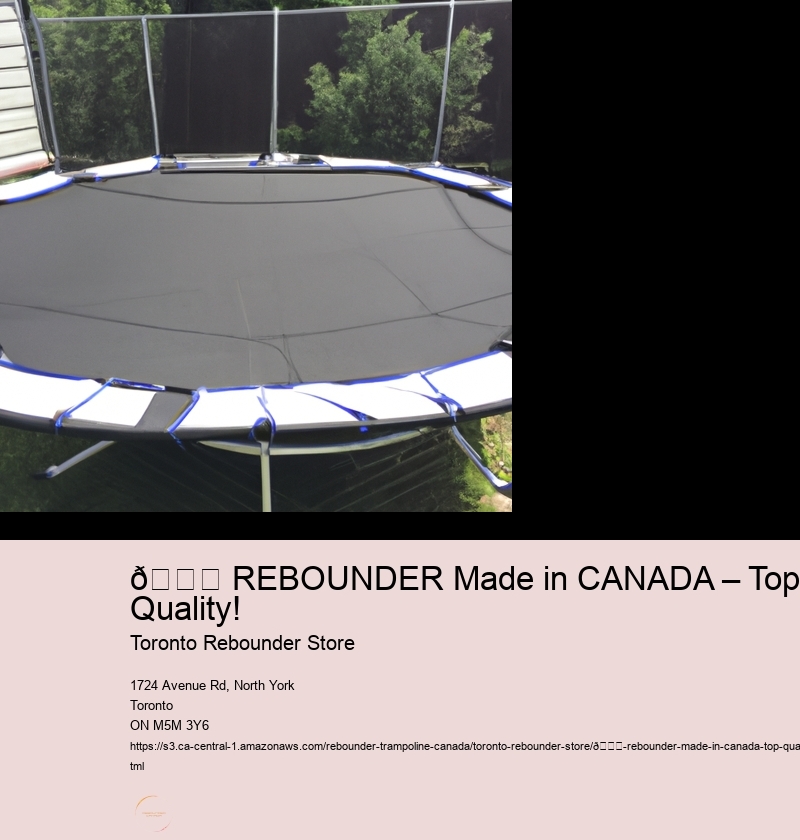 ð□□□ REBOUNDER Made in CANADA – Top
Quality!
Toronto Rebounder Store
1724 Avenue Rd, North York
Toronto
ON M5M 3Y6
https://s3.ca-central-1.amazonaws.com/rebounder-trampoline-canada/toronto-rebounder-store/ð□□□-rebounder-made-in-canada-top-qua
tml